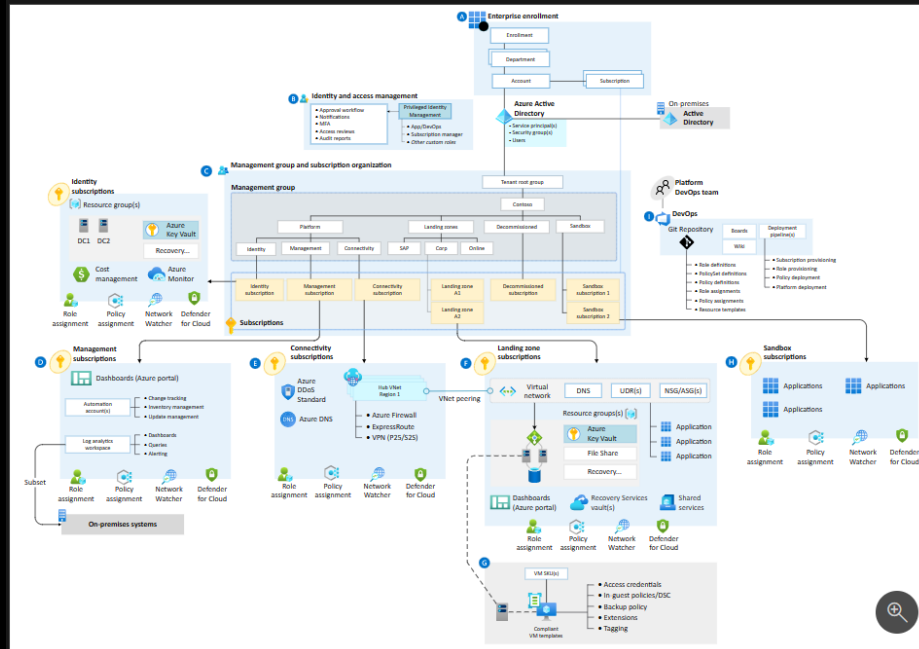 A
Enterprise enrollment
Enrollment
Department
Account
Subscription
B
Identity and access management
• Approval workflow
• Notifications
• MFA
• Access reviews
• Audit reports
Privileged Identity
Management
• App/DevOps
• Subscription manager
• Other custom roles
Azure Active
Directory
• Service principal(s)
• Security group(s)
• Users
On premises
Active
Directory
C
Management group and subscription organization
Management group
Tenant root group
Contoso
Platform
Landing zones
Decommissioned
Sandbox
Identity
Management
Connectivity
SAP
Corp
Online
Identity
subscription
Management
subscription
Connectivity
subscription
Landing zone
A1
Landing zone
A2
Decommissioned
subscription
Sandbox
subscription 1
Sandbox
subscription 2
Subscriptions
Identity
subscriptions
Resource group(s)
DC1
DC2
Azure
Key Vault
Recovery...
Cost
management
Azure
Monitor
Role
assignment
Policy
assignment
Network
Watcher
Defender
for Cloud
Platform
DevOps team
I
DevOps
Git Repository
Boards
Wiki
Deployment
pipeline(s)
• Role definitions
• PolicySet definitions
• Policy definitions
• Role assignments
• Policy assignments
• Resource templates
• Subscription provisioning
• Role provisioning
• Policy deployment
• Platform deployment
D
Management
subscriptions
Dashboards (Azure portal)
Automation
account(s)
• Change tracking
• Inventory management
• Update management
Log analytics
workspace
• Dashboards
• Queries
• Alerting
Subset
Role
assignment
Policy
assignment
Network
Watcher
Defender
for Cloud
On-premises systems
E
Connectivity
subscriptions
Azure
DDoS
Standard
DNS
Azure DNS
Hub VNet
Region 1
• Azure Firewall
• ExpressRoute
• VPN (P2S/S2S)
VNet peering
Role
assignment
Policy
assignment
Network
Watcher
Defender
for Cloud
F
Landing zone
subscriptions
Virtual
network
DNS
UDR(s)
NSG/ASG(s)
Resource groups(s)
Azure
Key Vault
File Share
Recovery...
Application
Application
Application
Dashboards
(Azure portal)
Recovery Services
vault(s)
Shared
services
Role
assignment
Policy
assignment
Network
Watcher
Defender
for Cloud
G
VM SKU(s)
Compliant
VM templates
• Access credentials
• In-guest policies/DSC
• Backup policy
• Extensions
• Tagging
H
Sandbox
subscriptions
Applications
Applications
Applications
Role
assignment
Policy
assignment
Network
Watcher
Defender
for Cloud